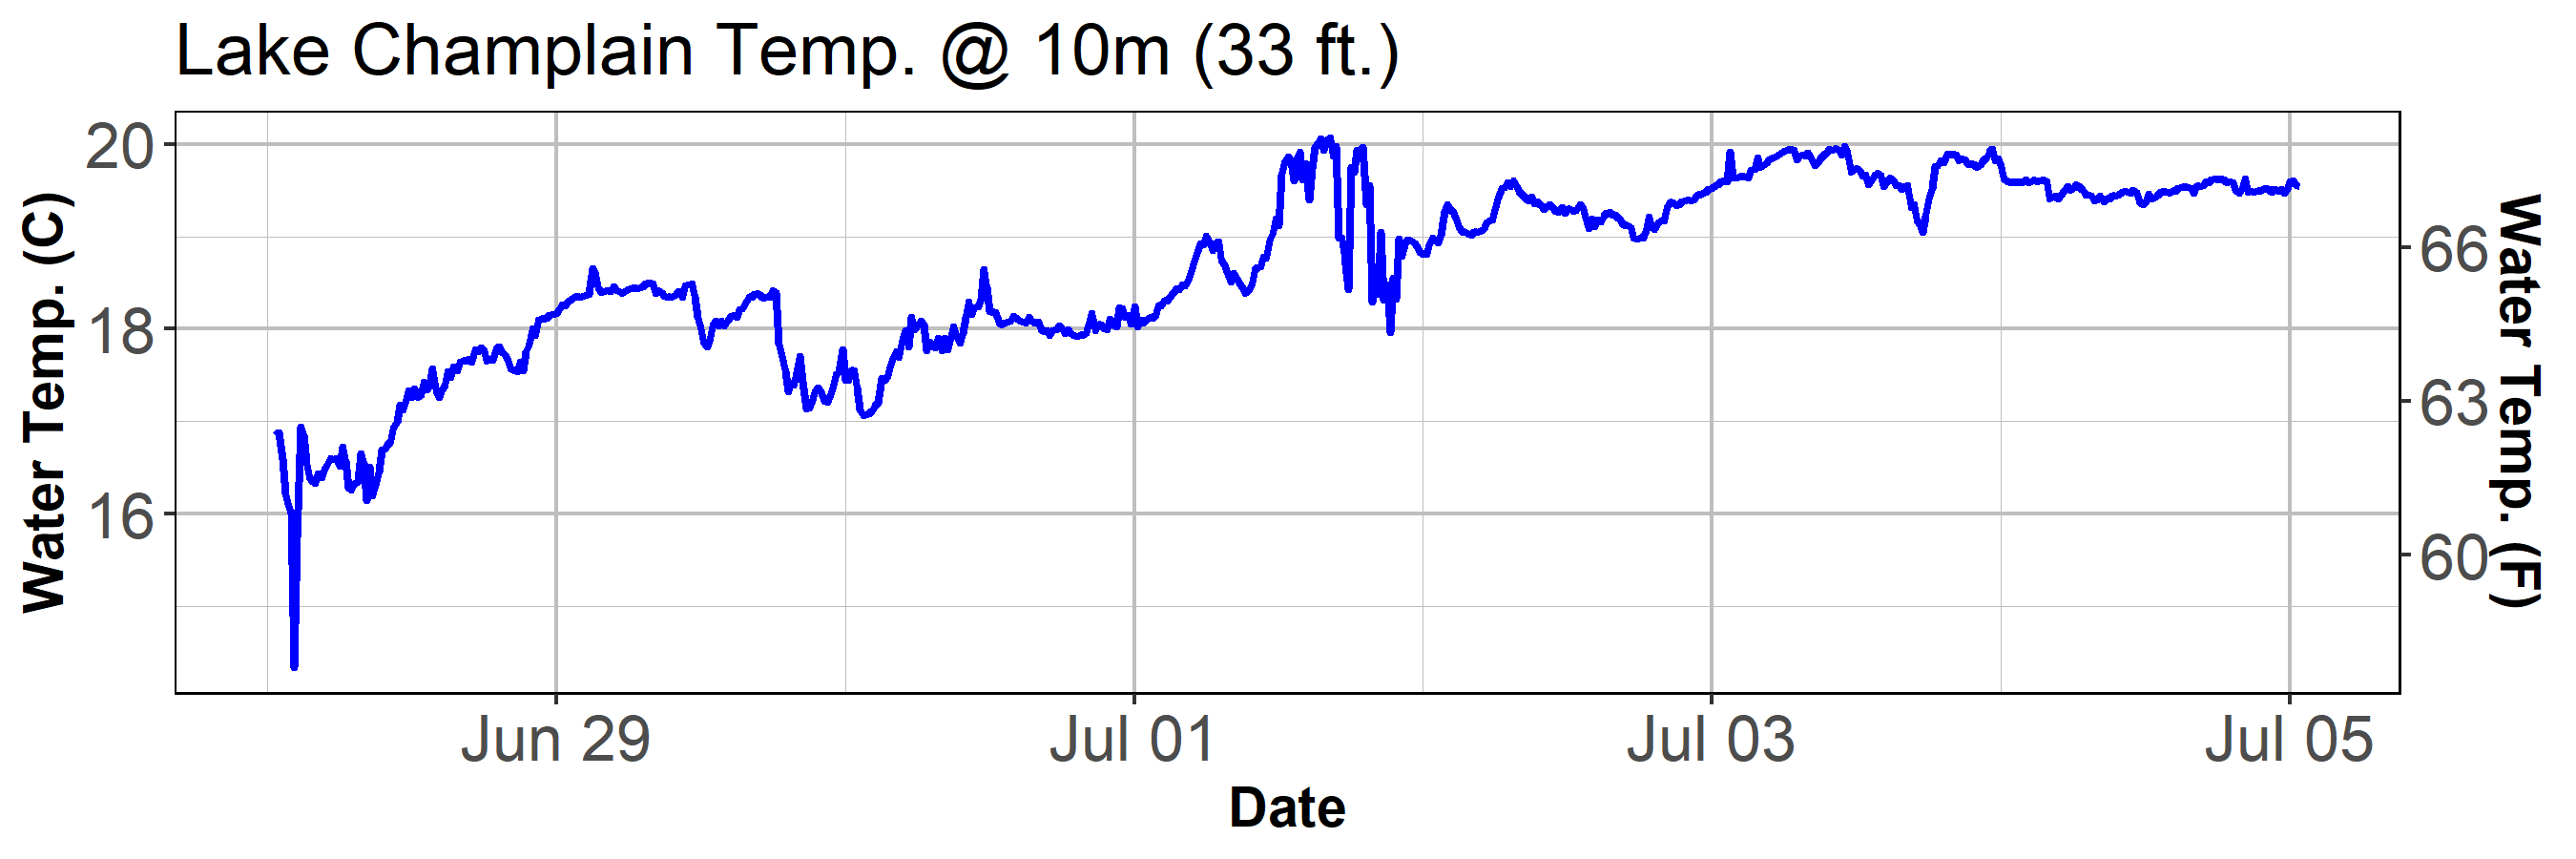 Lake Champlain Temp. @ 10m (33 ft.)
Water Temp. (C)
20
18
16
66
63
60
Water Temp. (F)
Jun 29
Jul 01
Jul 03
Jul 05
Date